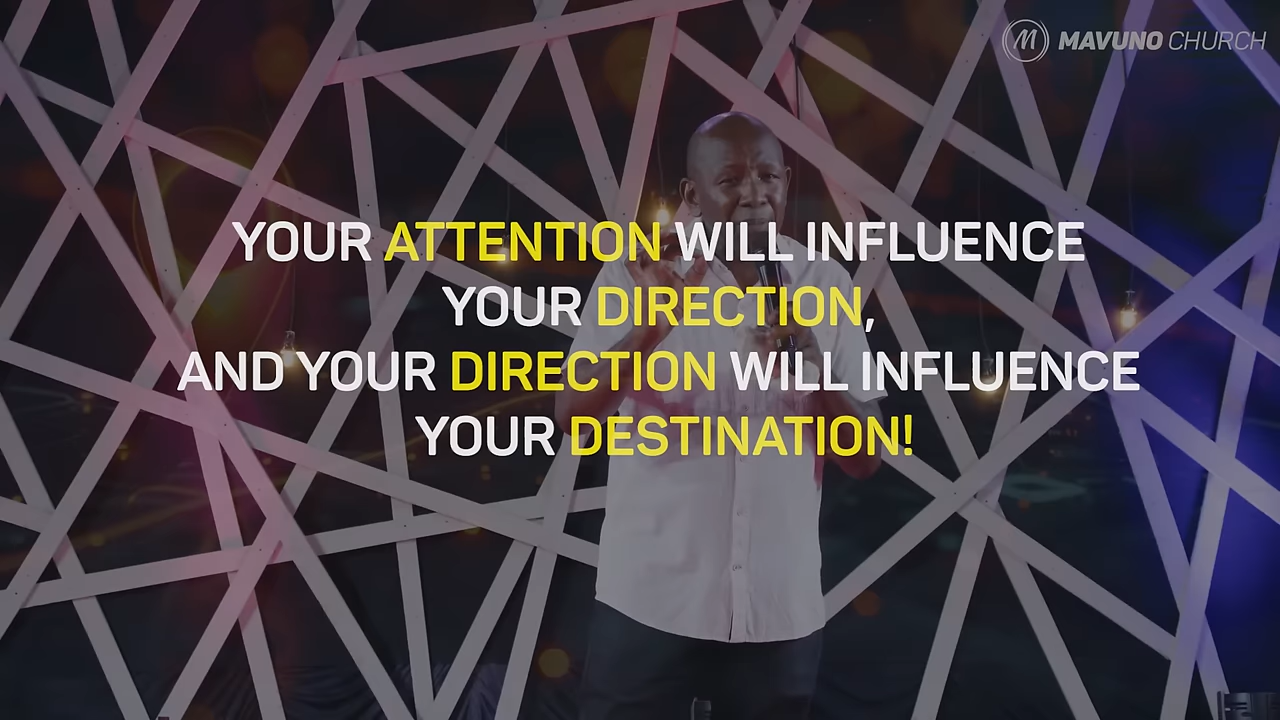 MAVUNO CHURCH
YOUR ATTENTION WILL INFLUENCE
YOUR DIRECTION,
AND YOUR DIRECTION WILL INFLUENCE
YOUR DESTINATION!